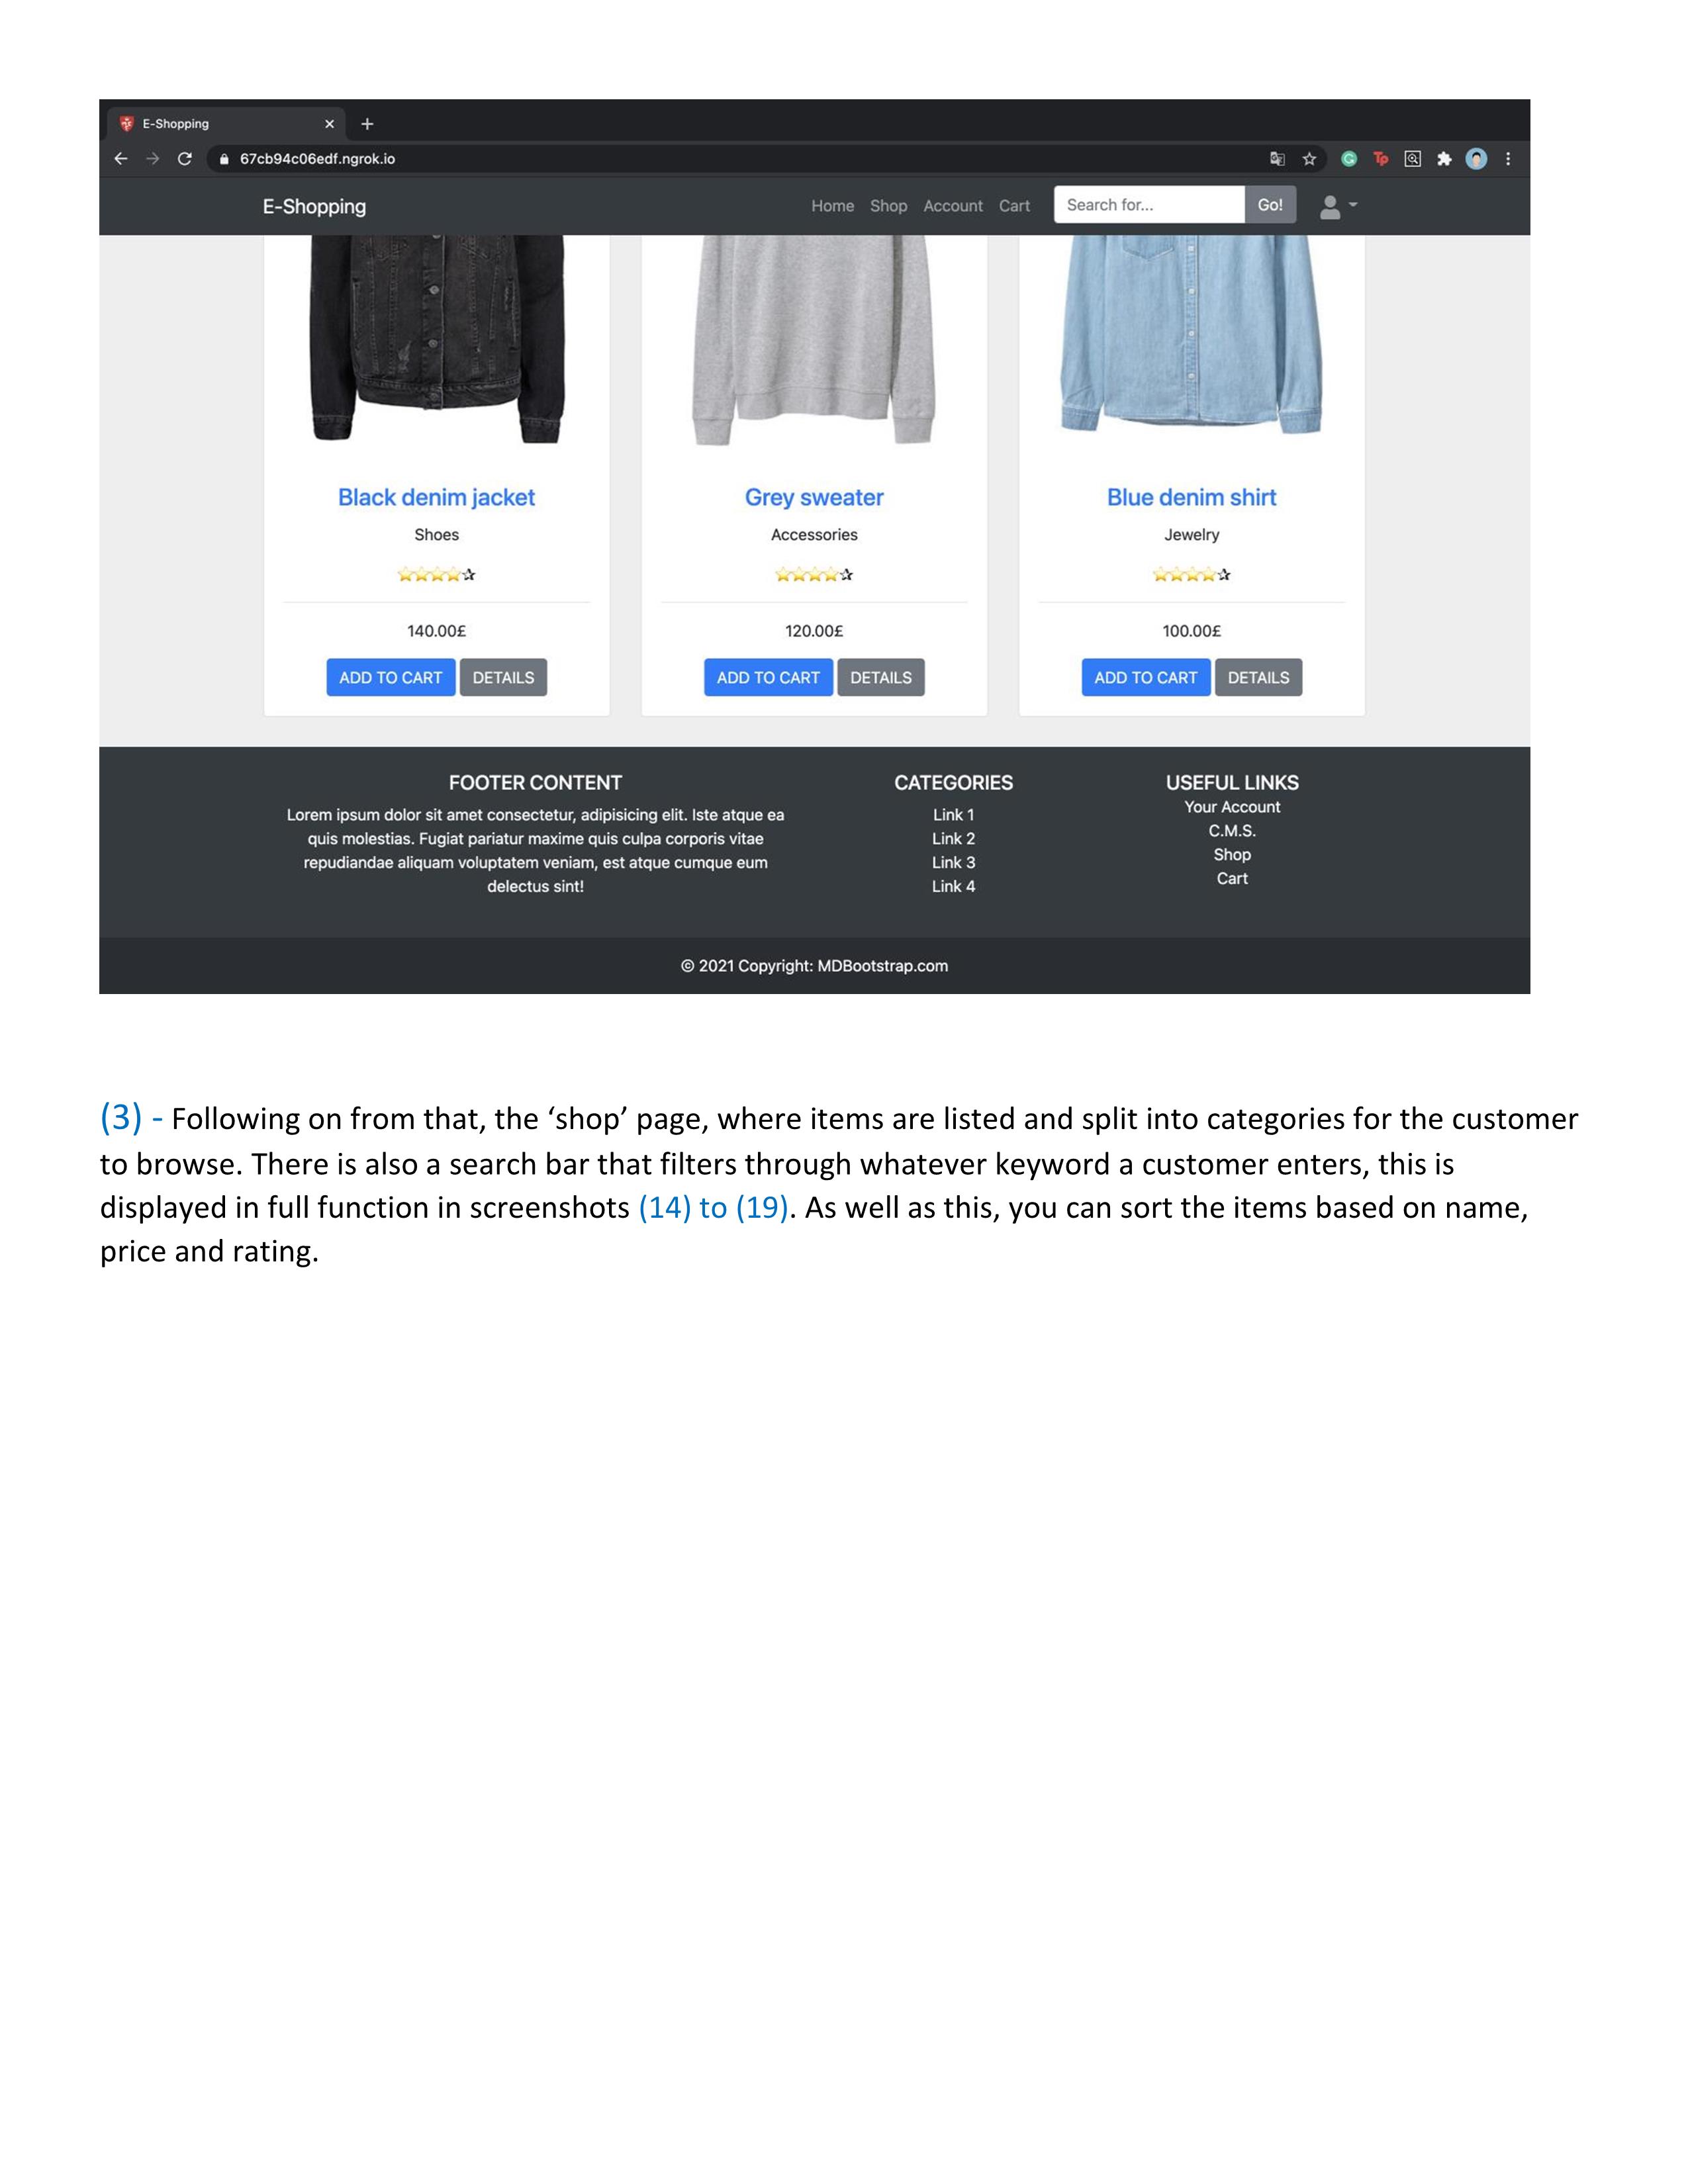 E-Shopping
67cb94c06edf.ngrok.io
E-Shopping Home Shop Account Cart Search for... Go!
Black denim jacket Grey sweater Blue denim shirt
Shoes Accessories Jewelry
140.00£ 120.00£ 100.00£
ADD TO CART DETAILS ADD TO CART DETAILS ADD TO CART DETAILS
FOOTER CONTENT
Lorem ipsum dolor sit amet consectetur, adipisicing elit. Iste atque ea
quis molestias. Fugiat pariatur maxime quis culpa corporis vitae
repudiandae aliquam voluptatem veniam, est atque cumque eum
delectus sint!
CATEGORIES
Link 1
Link 2
Link 3
Link 4
USEFUL LINKS
Your Account
C.M.S.
Shop
Cart
© 2021 Copyright: MDBootstrap.com
(3) - Following on from that, the ‘shop’ page, where items are listed and split into categories for the customer
to browse. There is also a search bar that filters through whatever keyword a customer enters, this is
displayed in full function in screenshots (14) to (19). As well as this, you can sort the items based on name,
price and rating.